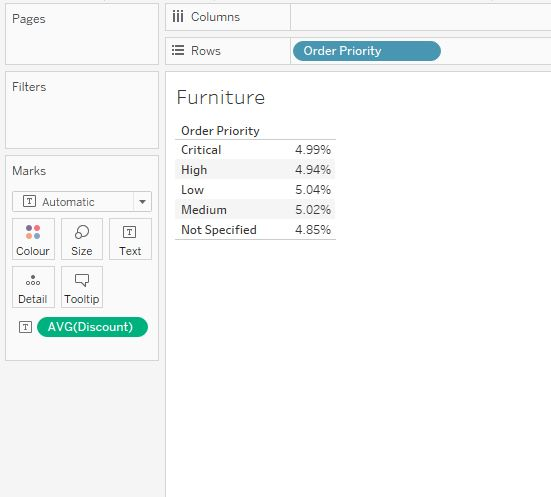 Pages
Columns
Rows
Order Priority
Filters
Marks
Automatic
Colour
Size
Text
Detail
Tooltip
AVG(Discount)
Furniture
Order Priority
Critical 4.99%
High 4.94%
Low 5.04%
Medium 5.02%
Not Specified 4.85%